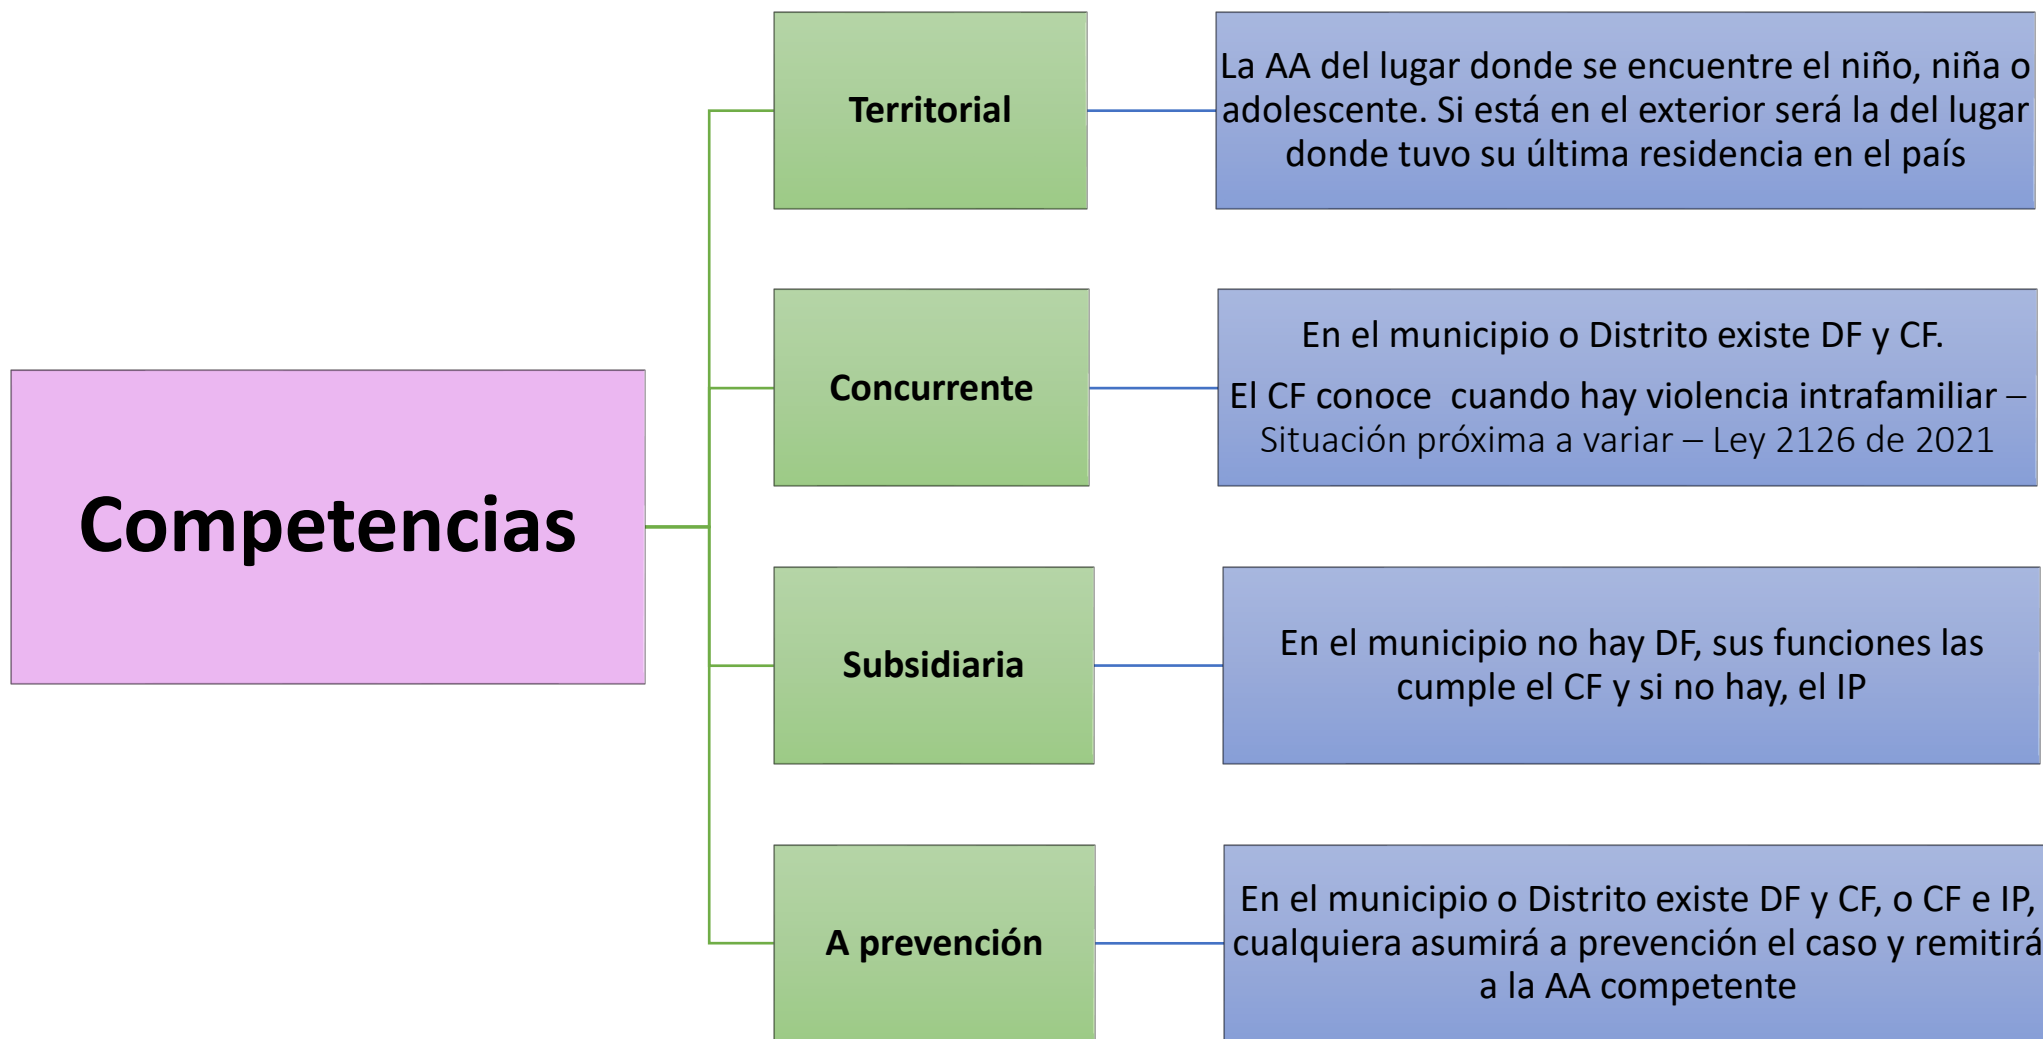 Competencias
Territorial
La AA del lugar donde se encuentre el niño, niña o
adolescente. Si está en el exterior será la del lugar
donde tuvo su última residencia en el país
Concurrente
En el municipio o Distrito existe DF y CF.
El CF conoce  cuando hay violencia intrafamiliar –
Situación próxima a variar – Ley 2126 de 2021
Subsidiaria
En el municipio no hay DF, sus funciones las
cumple el CF y si no hay, el IP
A prevención
En el municipio o Distrito existe DF y CF, o CF e IP,
cualquiera asumirá a prevención el caso y remitirá
a la AA competente